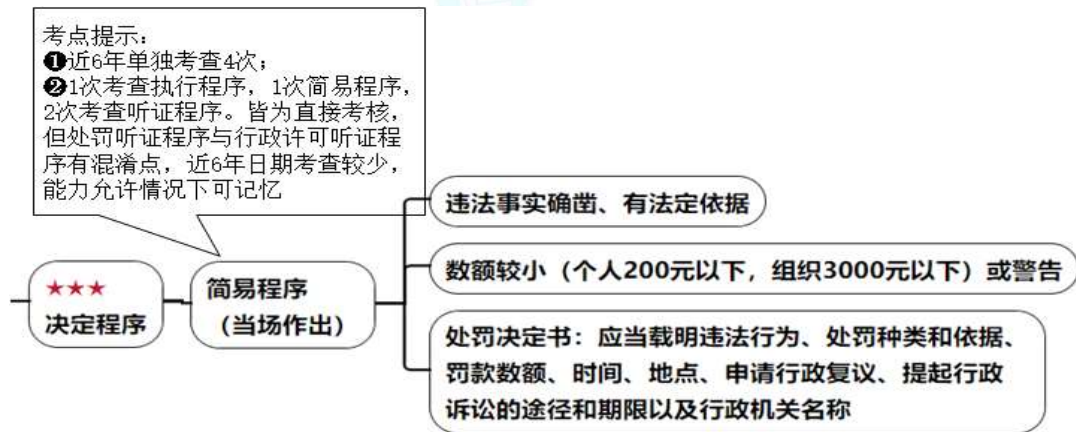 考点提示：
❶近6年单独考查4次；
❷1次考查执行程序，1次简易程序，
2次考查听证程序。皆为直接考核，
但处罚听证程序与行政许可听证程
序有混淆点，近6年日期考查较少，
能力允许情况下可记忆
★★★
决定程序
简易程序
（当场作出）
违法事实确凿、有法定依据
数额较小（个人200元以下，组织3000元以下）或警告
处罚决定书：应当载明违法行为、处罚种类和依据、
罚款数额、时间、地点、申请行政复议、提起行政
诉讼的途径和期限以及行政机关名称